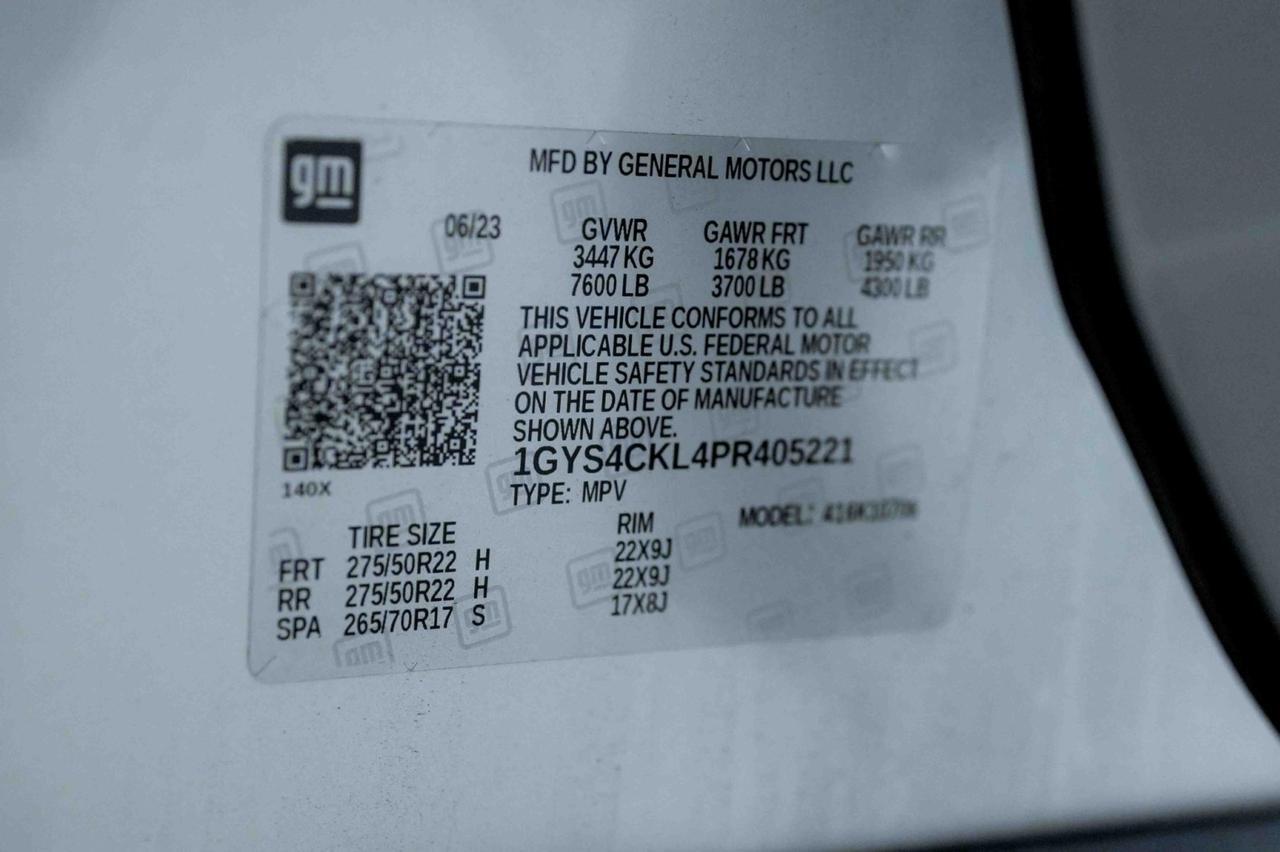 gm
MFD BY GENERAL MOTORS LLC
06/23 GVWR GAWR FRT GAWR RR
3447 KG 1678 KG 1950 KG
7600 LB 3700 LB 4300 LB
THIS VEHICLE CONFORMS TO ALL
APPLICABLE U.S. FEDERAL MOTOR
VEHICLE SAFETY STANDARDS IN EFFECT
ON THE DATE OF MANUFACTURE
SHOWN ABOVE.
1GYS4CKL4PR405221
140X
TYPE: MPV
MODEL:
TIRE SIZE RIM
FRT 275/50R22 H 22X9J
RR 275/50R22 H 22X9J
SPA 265/70R17 S 17X8J